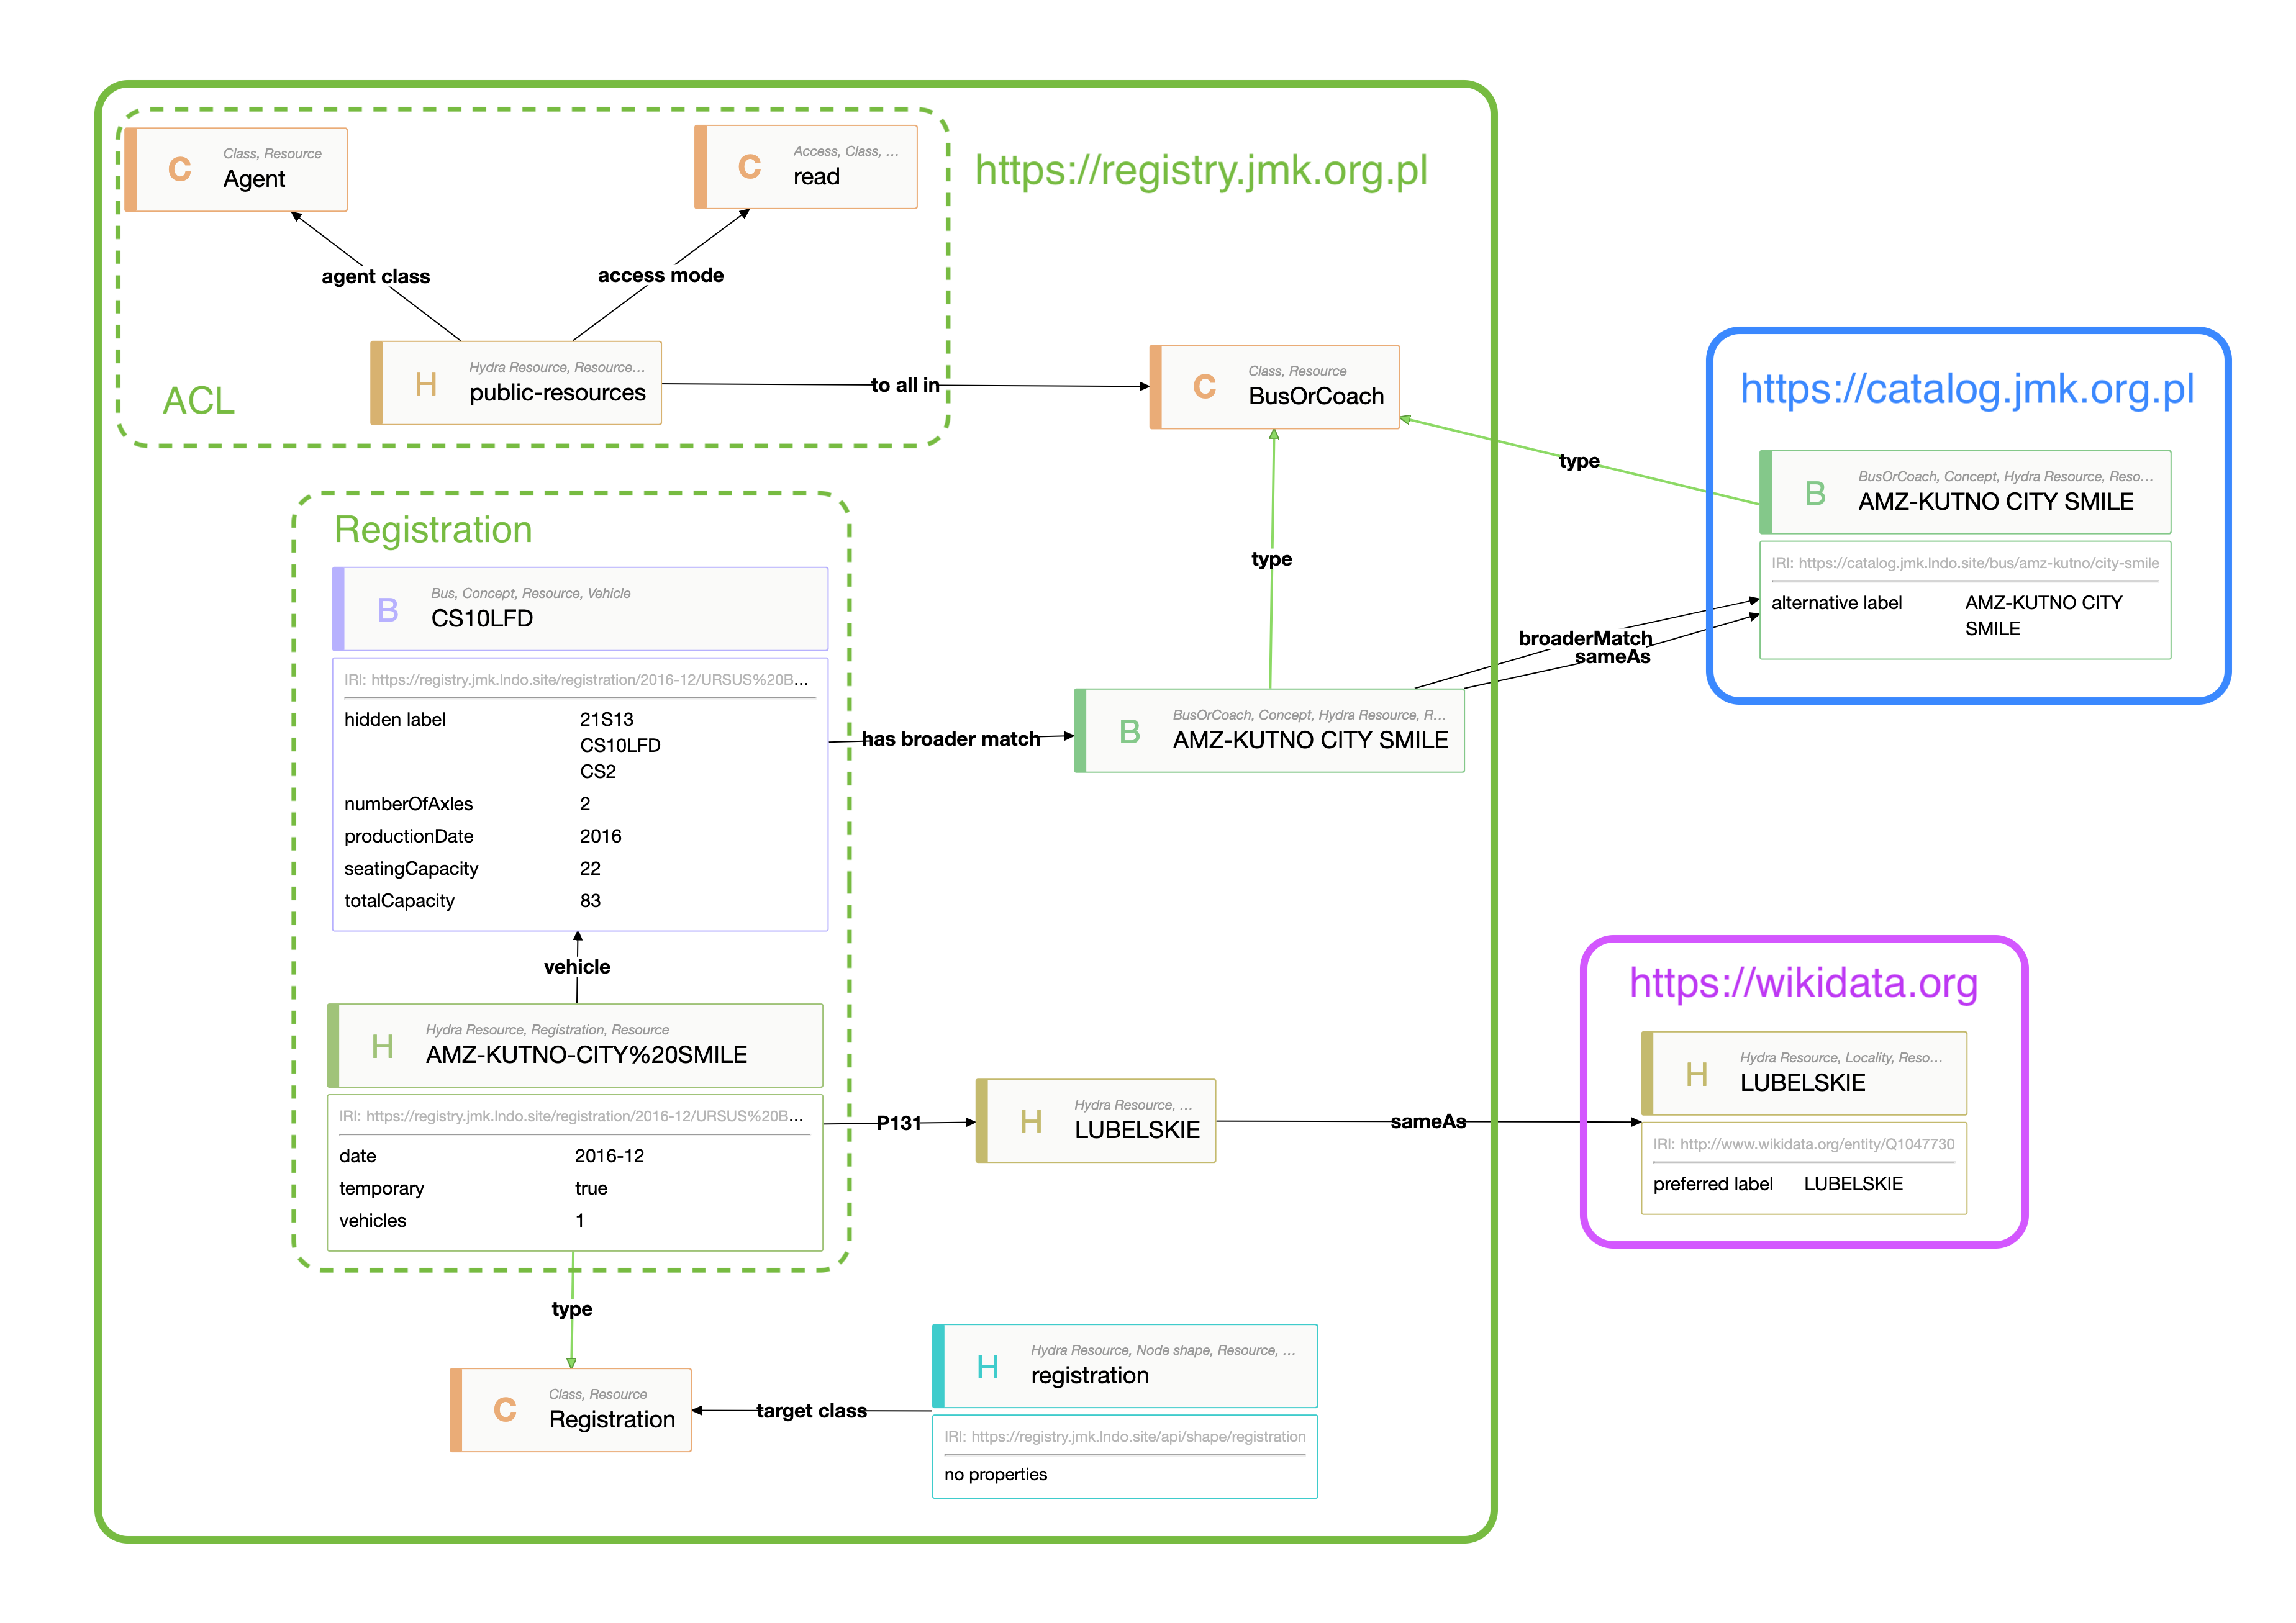 https://registry.jmk.org.pl
Class, Resource
C
Agent
Access, Class, ...
C
read
agent class
access mode
ACL
Hydra Resource, Resource...
H
public-resources
to all in
Class, Resource
C
BusOrCoach
https://catalog.jmk.org.pl
type
BusOrCoach, Concept, Hydra Resource, Reso...
B
AMZ-KUTNO CITY SMILE
IRI: https://catalog.jmk.lndo.site/bus/amz-kutno/city-smile
alternative label AMZ-KUTNO CITY
SMILE
type
broaderMatch
sameAs
Registration
Bus, Concept, Resource, Vehicle
B
CS10LFD
IRI: https://registry.jmk.lndo.site/registration/2016-12/URSUS%20B...
hidden label 21S13
CS10LFD
CS2
numberOfAxles 2
productionDate 2016
seatingCapacity 22
totalCapacity 83
has broader match
BusOrCoach, Concept, Hydra Resource, R...
B
AMZ-KUTNO CITY SMILE
vehicle
Hydra Resource, Registration, Resource
H
AMZ-KUTNO-CITY%20SMILE
IRI: https://registry.jmk.lndo.site/registration/2016-12/URSUS%20B...
date 2016-12
temporary true
vehicles 1
P131
Hydra Resource, ...
H
LUBELSKIE
sameAs
https://wikidata.org
Hydra Resource, Locality, Reso...
H
LUBELSKIE
IRI: http://www.wikidata.org/entity/Q1047730
preferred label LUBELSKIE
type
Class, Resource
C
Registration
target class
Hydra Resource, Node shape, Resource, ...
H
registration
IRI: https://registry.jmk.lndo.site/api/shape/registration
no properties